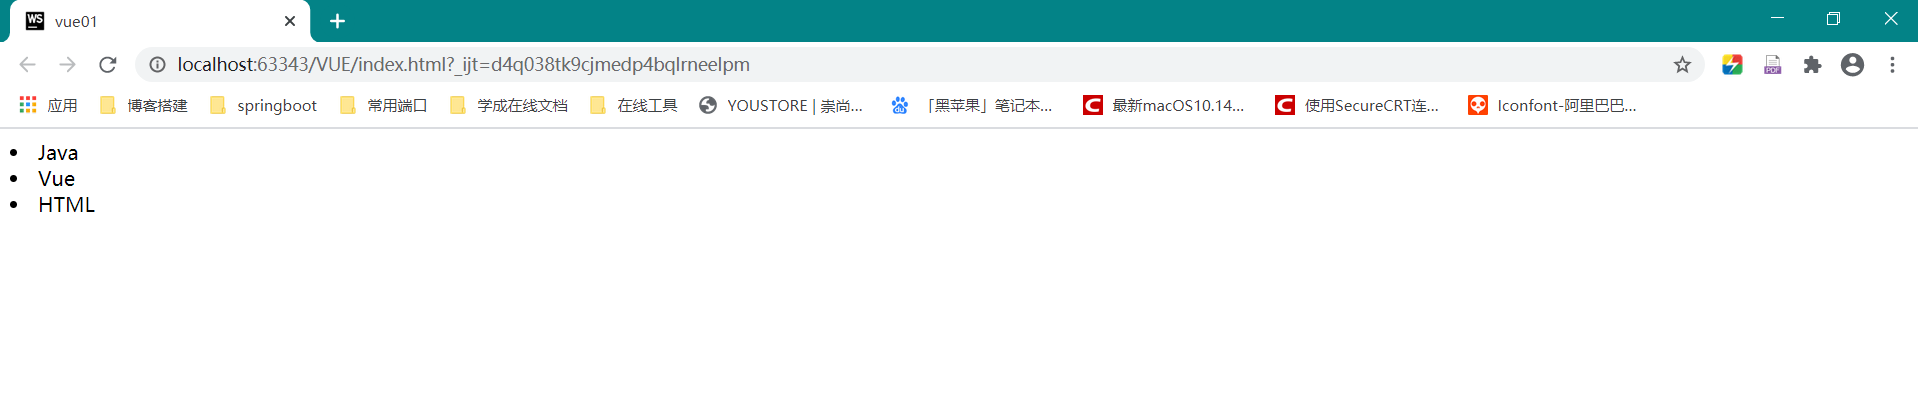 WS vue01
localhost:63343/VUE/index.html?_ijt=d4q038tk9cjmedp4bqlrneelpm
PDF
应用 博客搭建 springboot 常用端口 学成在线文档 在线工具 YOUSTORE | 崇尚... 「黑苹果」笔记本... 最新macOS10.14... 使用SecureCRT连... Iconfont-阿里巴巴...
Java
Vue
HTML